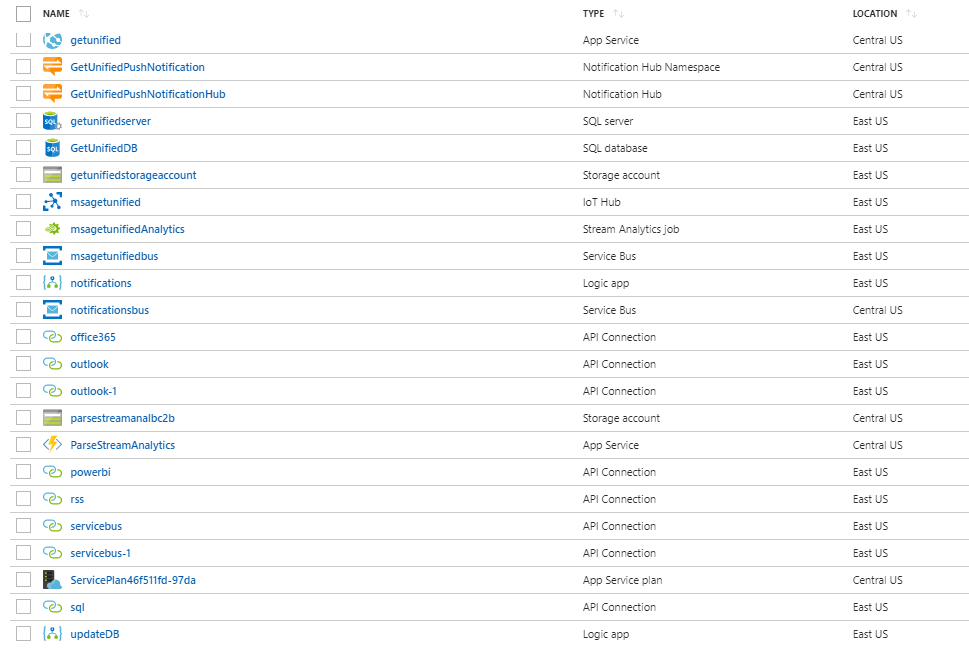 NAME TYPE LOCATION
getunified App Service Central US
GetUnifiedPushNotification Notification Hub Namespace Central US
GetUnifiedPushNotificationHub Notification Hub Central US
getunifiedserver SQL server East US
GetUnifiedDB SQL database East US
getunifiedstorageaccount Storage account East US
msagetunified IoT Hub East US
msagetunifiedAnalytics Stream Analytics job East US
msagetunifiedbus Service Bus East US
notifications Logic app East US
notificationsbus Service Bus Central US
office365 API Connection East US
outlook API Connection East US
outlook-1 API Connection East US
parsestreamanalbc2b Storage account Central US
ParseStreamAnalytics App Service Central US
powerbi API Connection East US
rss API Connection East US
servicebus API Connection East US
servicebus-1 API Connection East US
ServicePlan46f511fd-97da App Service plan Central US
sql API Connection East US
updateDB Logic app East US